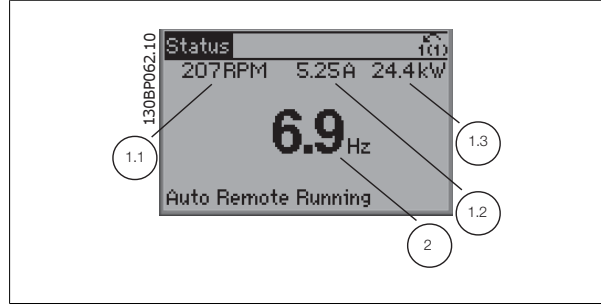 130BP062.10
Status 1(1)
207RPM 5.25A 24.4kW
1.1
6.9Hz
1.3
1.2
Auto Remote Running
2